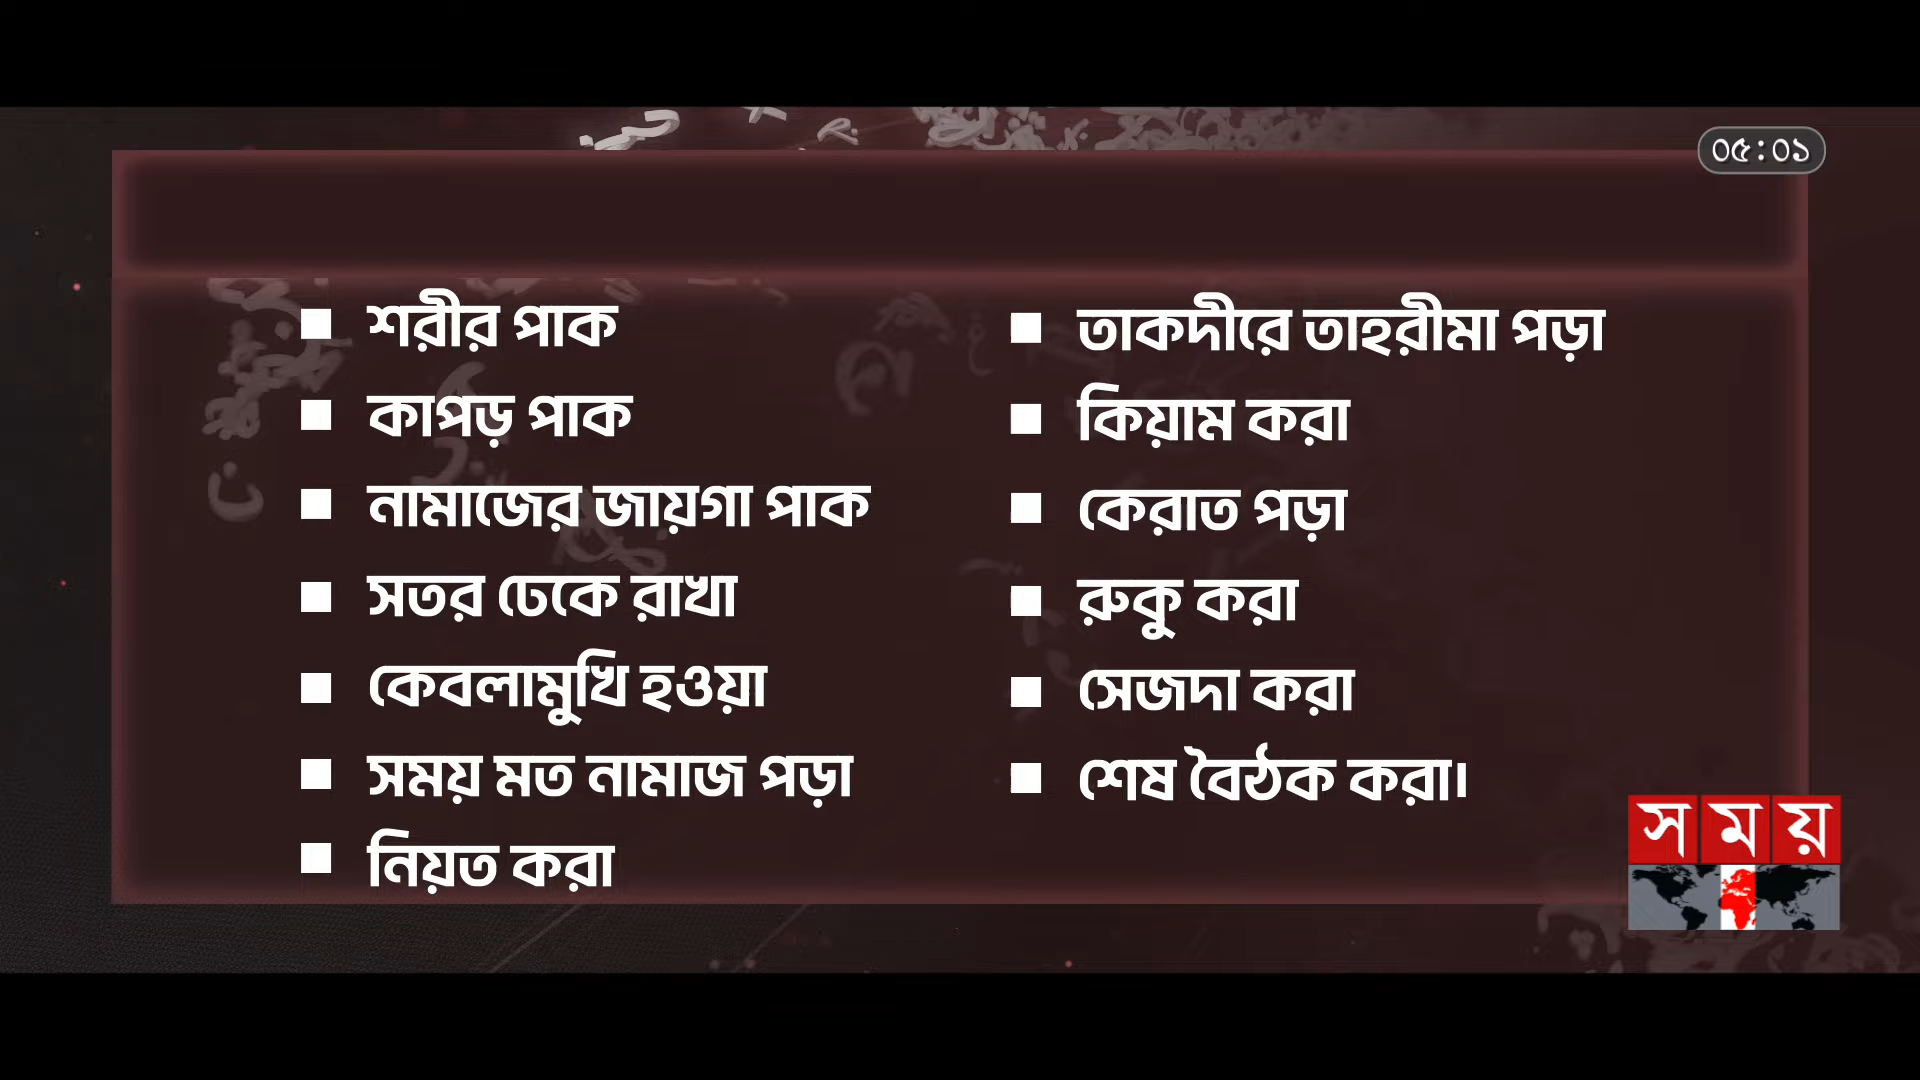 ০৫:০১
শরীর পাক
কাপড় পাক
নামাজের জায়গা পাক
সতর ঢেকে রাখা
কেবলামুখি হওয়া
সময় মত নামাজ পড়া
নিয়ত করা
তাকদীরে তাহরীমা পড়া
কিয়াম করা
কেরাত পড়া
রুকু করা
সেজদা করা
শেষ বৈঠক করা।
সময়